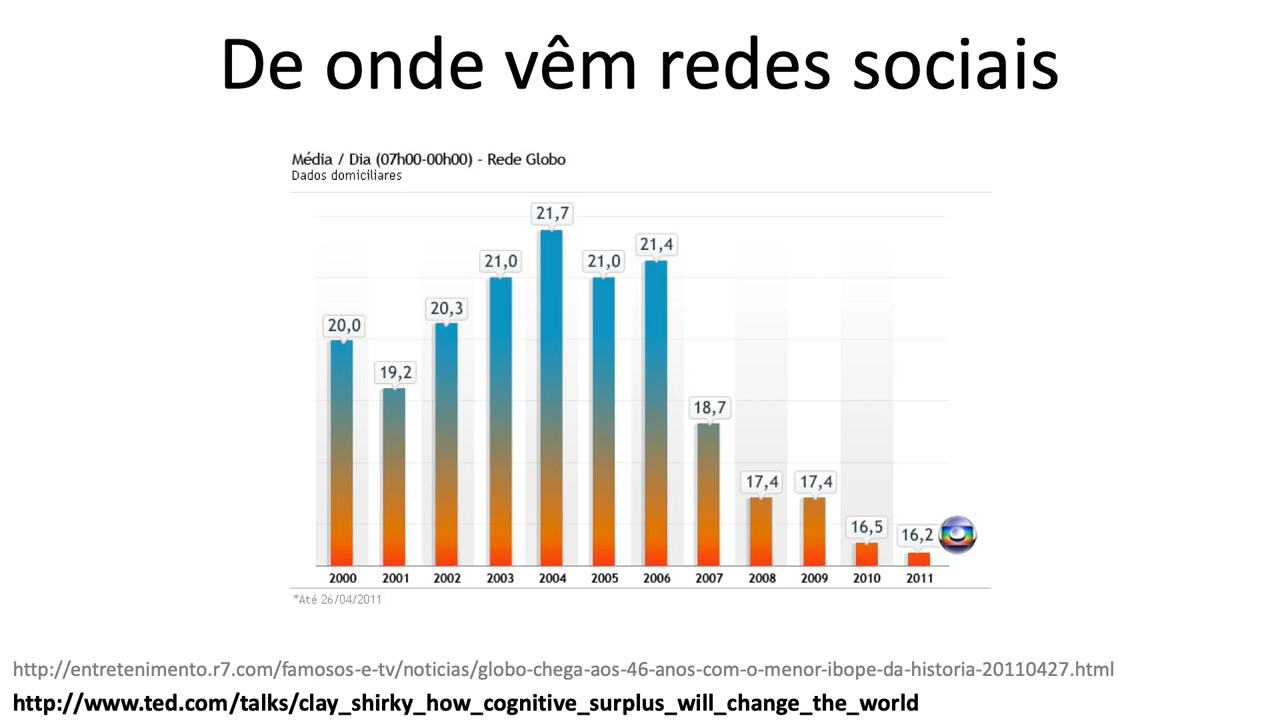 De onde vêm redes sociais
Média / Dia (07h00-00h00) - Rede Globo
Dados domiciliares
20,0
19,2
20,3
21,0
21,7
21,0
21,4
18,7
17,4
17,4
16,5
16,2
2000 2001 2002 2003 2004 2005 2006 2007 2008 2009 2010 2011
*Até 26/04/2011
http://entretenimento.r7.com/famosos-e-tv/noticias/globo-chega-aos-46-anos-com-o-menor-ibope-da-historia-20110427.html
http://www.ted.com/talks/clay_shirky_how_cognitive_surplus_will_change_the_world